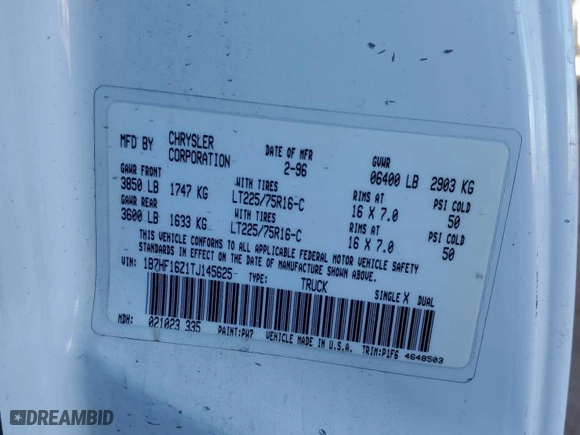 MFD BY CHRYSLER CORPORATION DATE OF MFR 2-96 GVWR 06400 LB 2903 KG
GAWR FRONT WITH TIRES RIMS AT PSI COLD
3850 LB 1747 KG LT225/75R16-C 16 X 7.0 50
GAWR REAR WITH TIRES RIMS AT PSI COLD
3600 LB 1633 KG LT225/75R16-C 16 X 7.0 50
THIS VEHICLE CONFORMS TO ALL APPLICABLE FEDERAL MOTOR VEHICLE SAFETY
STANDARDS IN EFFECT ON THE DATE OF MANUFACTURE SHOWN ABOVE
VIN: 1B7HF16Z1TJ145625- TYPE: TRUCK SINGLE X DUAL
MDH: 021023 335 PAINT:PW7 VEHICLE MADE IN U.S.A. TRIM:P1F6 4648503
DREAMBID